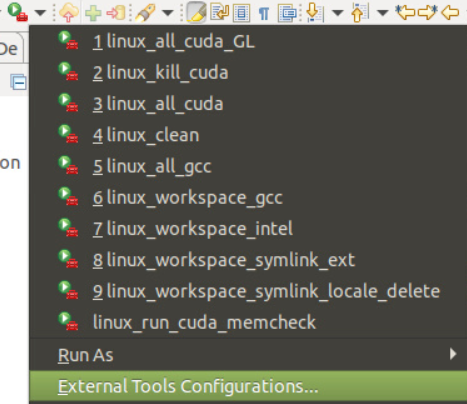 De
on
1 linux_all_cuda_GL
2 linux_kill_cuda
3 linux_all_cuda
4 linux_clean
5 linux_all_gcc
6 linux_workspace_gcc
7 linux_workspace_intel
8 linux_workspace_symlink_ext
9 linux_workspace_symlink_locale_delete
linux_run_cuda_memcheck
Run As
External Tools Configurations...